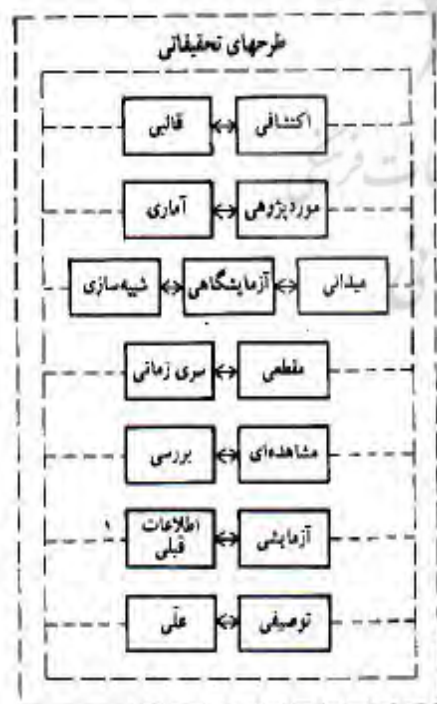 طرحهای تحقیقاتی
اکتشافی قالبی
موردپژوهی آماری
میدانی آزمایشگاهی شبیه‌سازی
مقطعی سری زمانی
مشاهده‌ای بررسی
آزمایشی اطلاعات قبلی ۱
توصیفی علّی